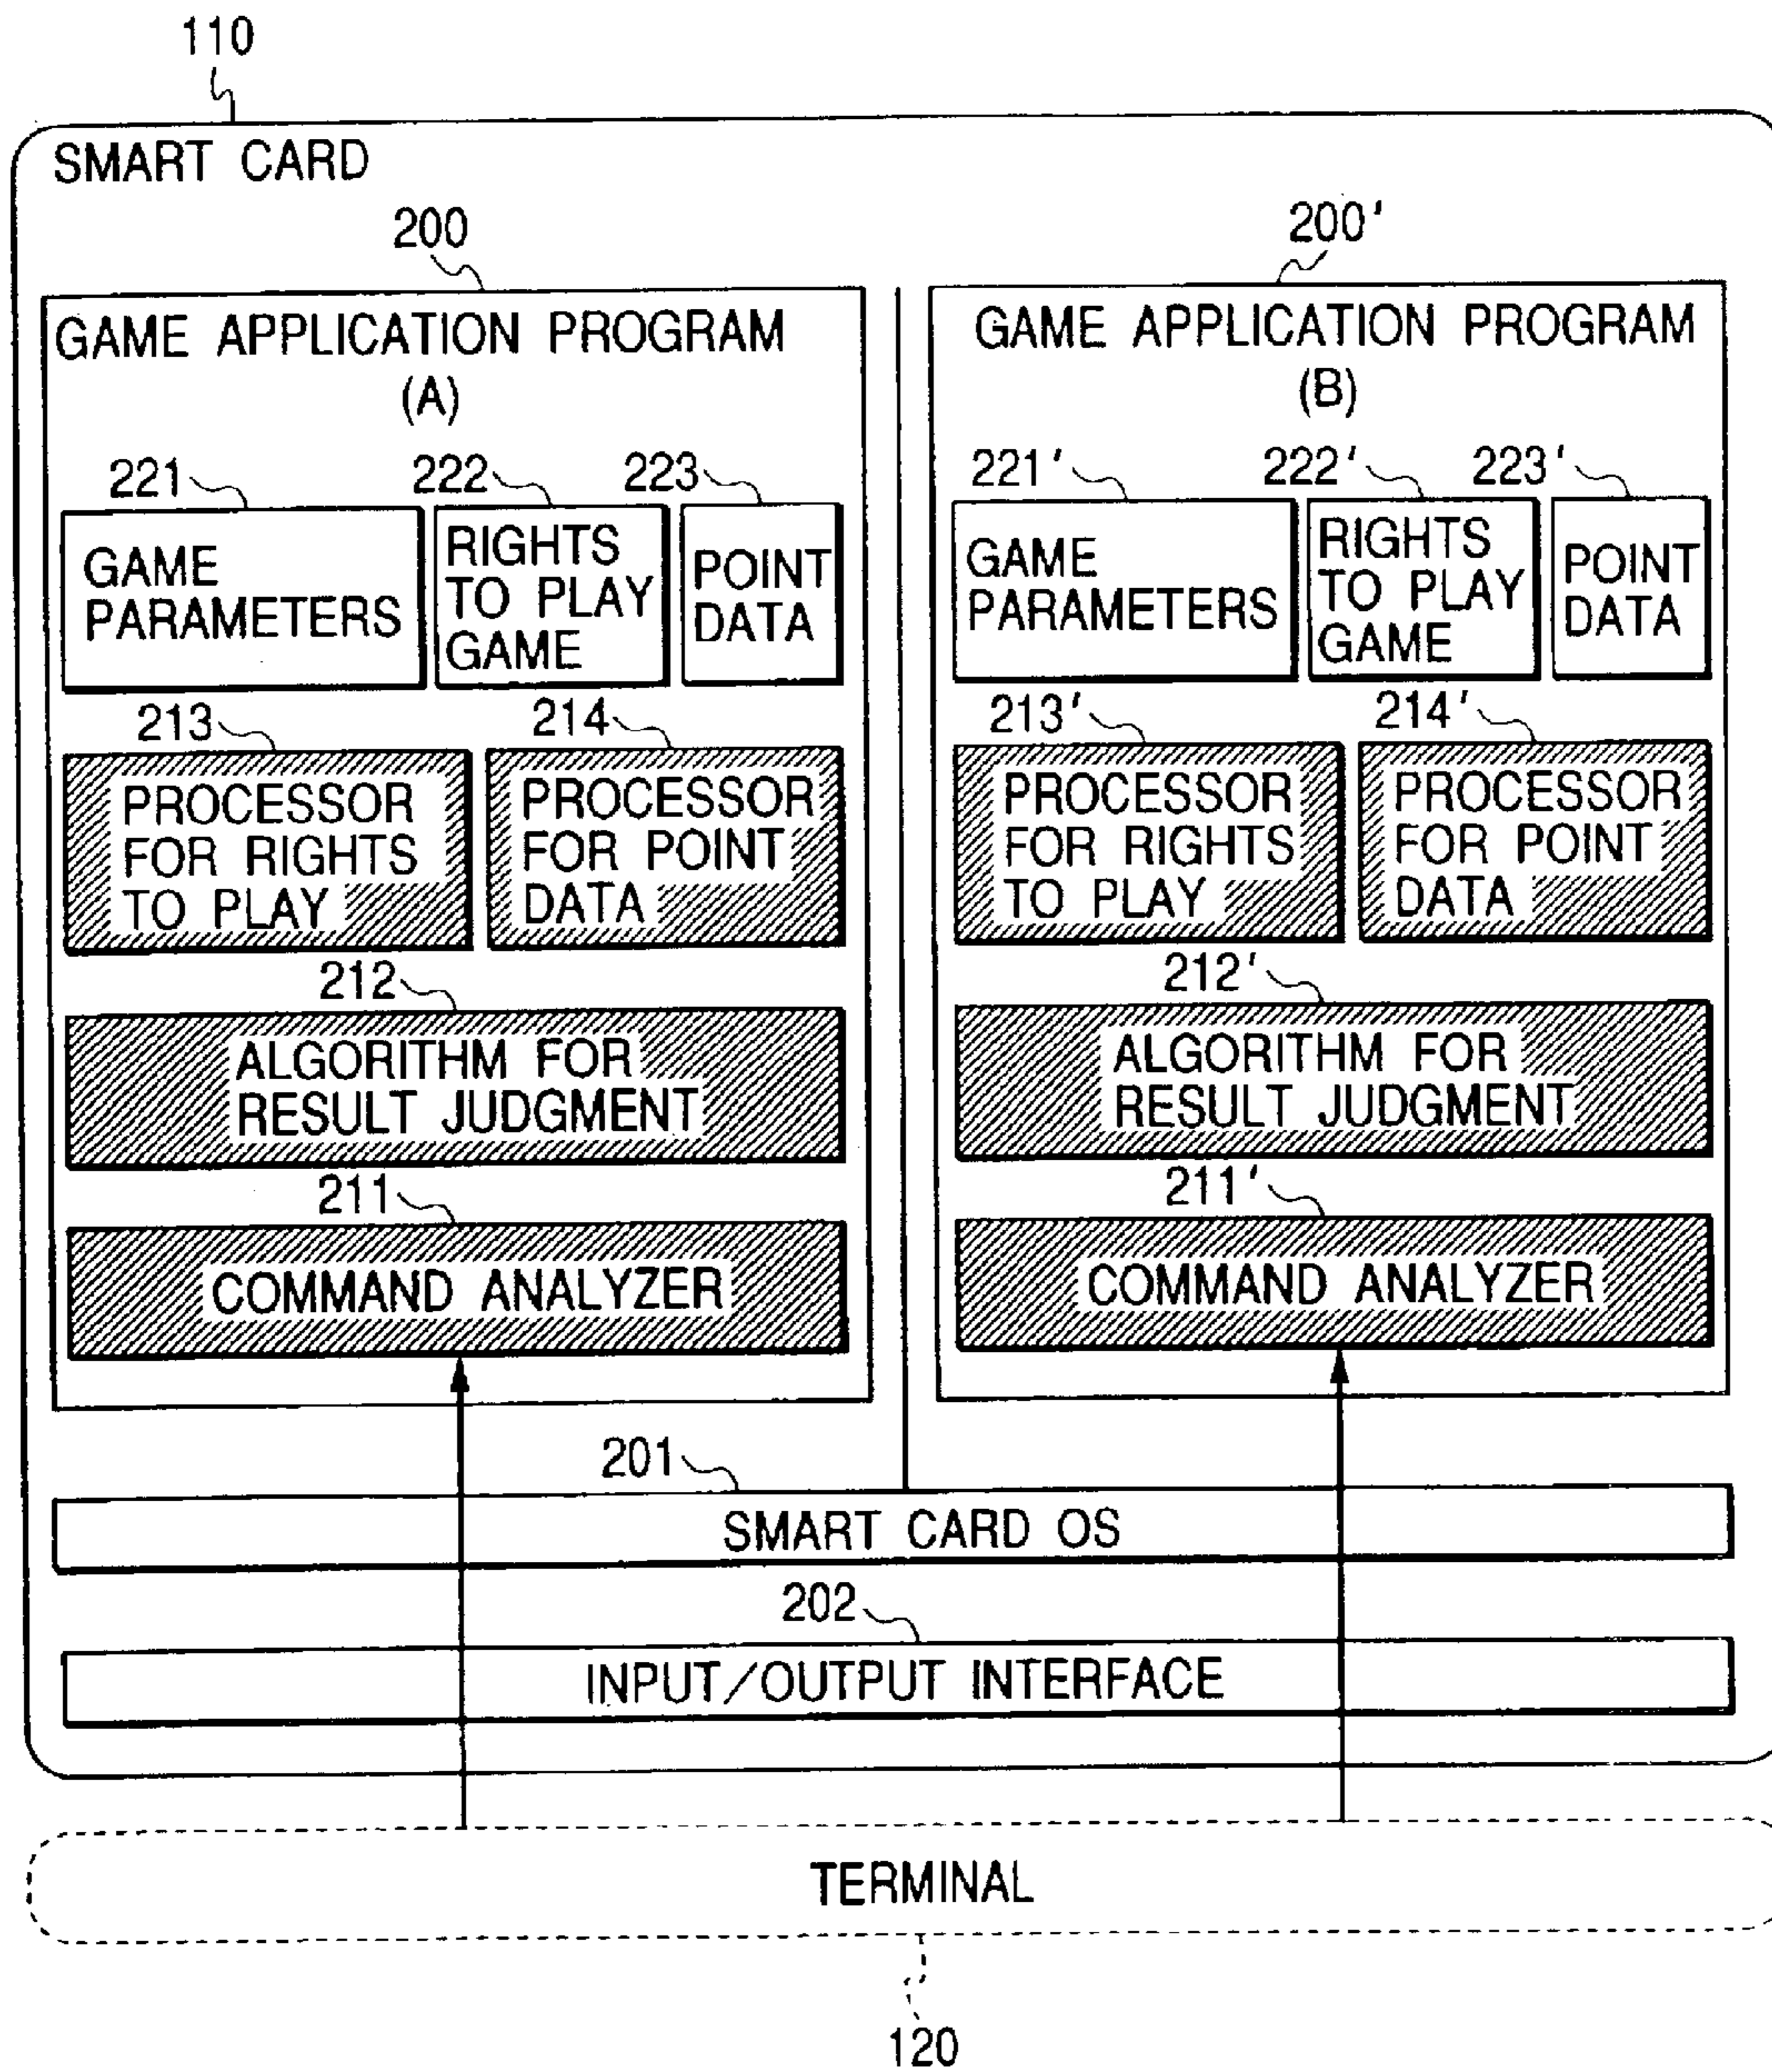 110
SMART CARD
200
200'
GAME APPLICATION PROGRAM
(A)
GAME APPLICATION PROGRAM
(B)
221
222
223
221'
222'
223'
GAME
PARAMETERS
RIGHTS
TO PLAY
GAME
POINT
DATA
GAME
PARAMETERS
RIGHTS
TO PLAY
GAME
POINT
DATA
213
214
213'
214'
PROCESSOR
FOR RIGHTS
TO PLAY
PROCESSOR
FOR POINT
DATA
PROCESSOR
FOR RIGHTS
TO PLAY
PROCESSOR
FOR POINT
DATA
212
212'
ALGORITHM FOR
RESULT JUDGMENT
ALGORITHM FOR
RESULT JUDGMENT
211
211'
COMMAND ANALYZER
COMMAND ANALYZER
201
SMART CARD OS
202
INPUT/OUTPUT INTERFACE
TERMINAL
120